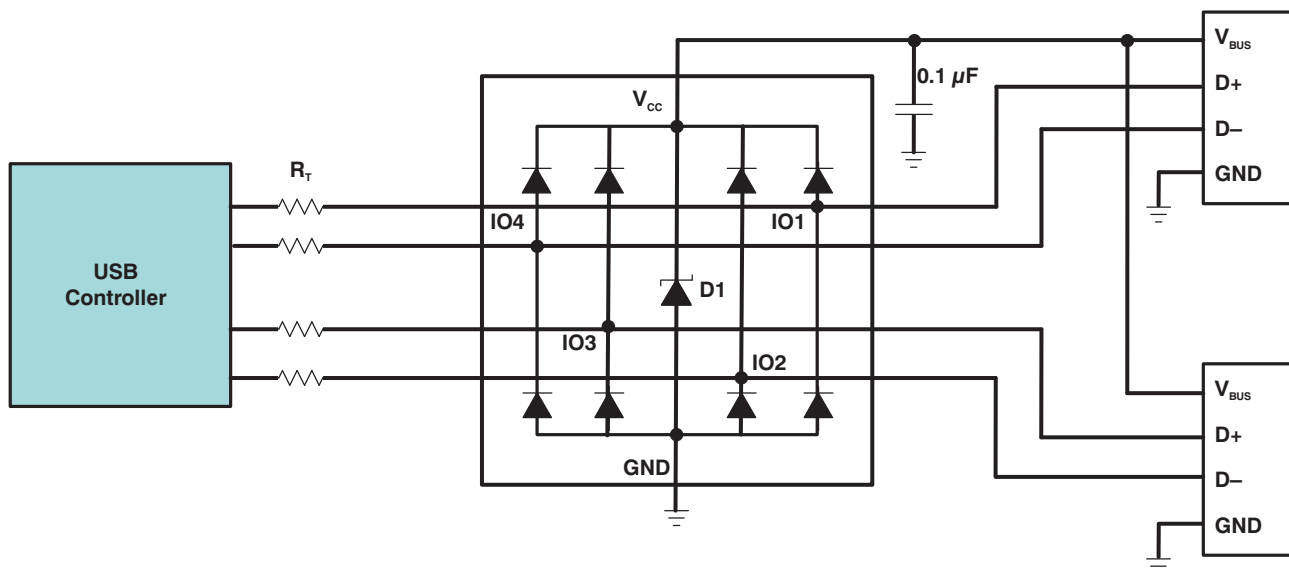 V_BUS
0.1 µF
D+
V_CC
D–
R_T
GND
IO4
IO1
USB
Controller
D1
IO3
IO2
V_BUS
D+
GND
D–
GND